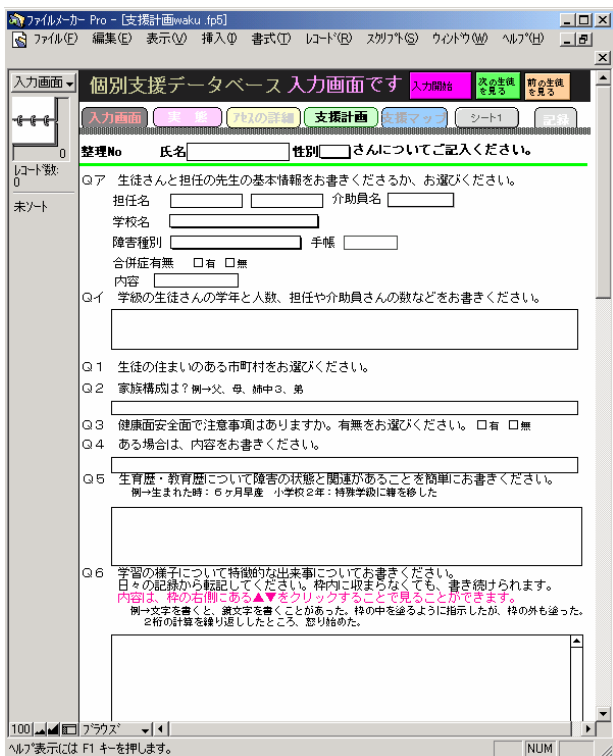 ファイルメーカー Pro - [支援計画waku .fp5]
ファイル(F) 編集(E) 表示(V) 挿入(I) 書式(T) レコード(R) スクリプト(S) ウィンドウ(W) ヘルプ(H)
入力画面
個別支援データベース 入力画面です 入力開始 次の生徒を見る 前の生徒を見る
入力画面 実 態 アセスの詳細 支援計画 支援マップ シート1 記録
0
レコード数:
0
未ソート
整理No 氏名 性別 さんについてご記入ください。
Qア 生徒さんと担任の先生の基本情報をお書きくださるか、お選びください。
担任名 介助員名
学校名
障害種別 手帳
合併症有無 □有 □無
内容
Qイ 学級の生徒さんの学年と人数、担任や介助員さんの数などをお書きください。
Q1 生徒の住まいのある市町村をお選びください。
Q2 家族構成は?例→父、母、姉中3、弟
Q3 健康面安全面で注意事項はありますか。有無をお選びください。 □有 □無
Q4 ある場合は、内容をお書きください。
Q5 生育歴・教育歴について障害の状態と関連があることを簡単にお書きください。
例→生まれた時:6ヶ月早産 小学校2年:特殊学級に籍を移した
Q6 学習の様子について特徴的な出来事についてお書きください。
日々の記録から転記してください。枠内に収まらなくても、書き続けられます。
内容は、枠の右側にある▲▼をクリックすることで見ることができます。
例→文字を書くと、鏡文字を書くことがあった。枠の中を塗るように指示したが、枠の外も塗った。
2桁の計算を繰り返ししたところ、怒り始めた。
100 ブラウズ
ヘルプ表示には F1 キーを押します。 NUM